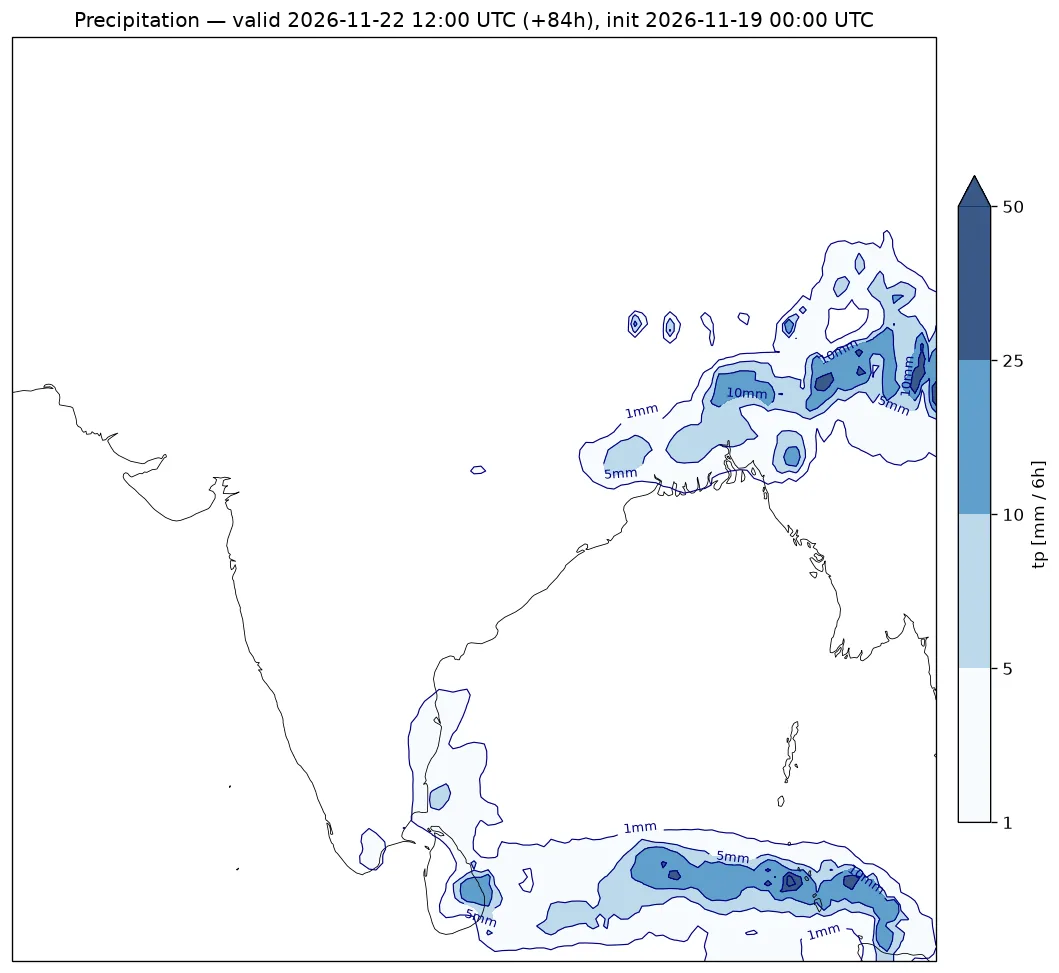 Precipitation — valid 2026-11-22 12:00 UTC (+84h), init 2026-11-19 00:00 UTC
50
25
10
5
1
tp [mm / 6h]
10mm
10mm
10mm
5mm
1mm
5mm
1mm
5mm
10mm
5mm
1mm